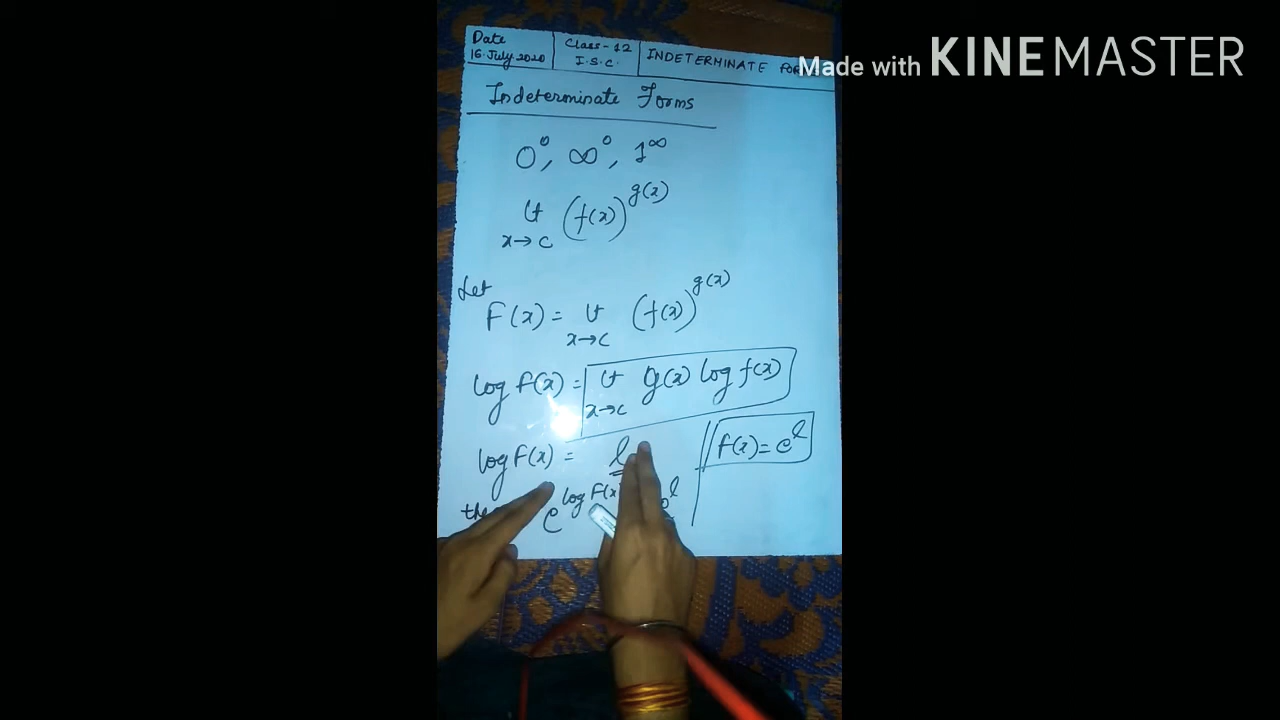 Made with KINEMASTER
Date
16 July 2020
Class-12
I.S.C.
INDETERMINATE
Indeterminate Forms
0⁰, ∞⁰, 1^∞
lt (f(x))^g(x)
x→c
Let
F(x) = lt (f(x))^g(x)
x→c
log F(x) = lt g(x) log f(x)
x→c
log F(x) = l
F(x) = e^l
e^log F(x) e^l